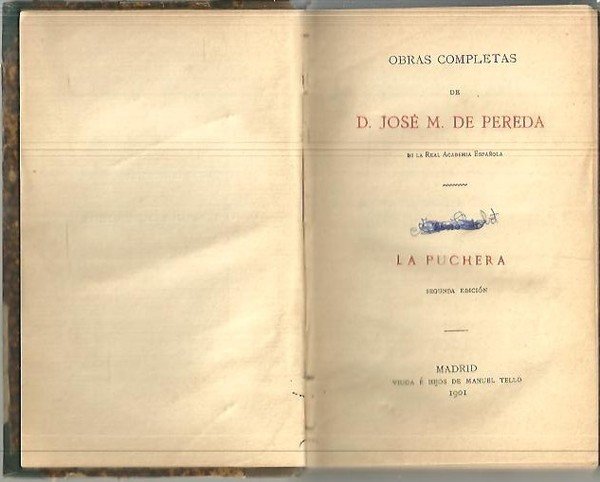 OBRAS COMPLETAS
DE
D. JOSÉ M. DE PEREDA
DE LA REAL ACADEMIA ESPAÑOLA
LA PUCHERA
SEGUNDA EDICIÓN
MADRID
VIUDA É HIJOS DE MANUEL TELLO
1901